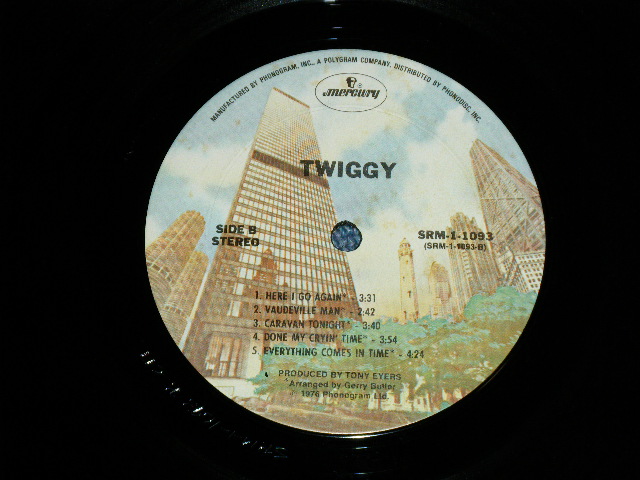 MANUFACTURED BY PHONOGRAM, INC., A POLYGRAM COMPANY, DISTRIBUTED BY PHONODISC, INC.
mercury
TWIGGY
SIDE B
STEREO
SRM-1-1093
(SRM-1-1093-B)
1. HERE I GO AGAIN* - 3:31
2. VAUDEVILLE MAN* - 2:42
3. CARAVAN TONIGHT* - 3:40
4. DONE MY CRYIN' TIME* - 3:54
5. EVERYTHING COMES IN TIME* - 4:24
PRODUCED BY TONY EYERS
*Arranged by Gerry Butler
1976 Phonogram Ltd.